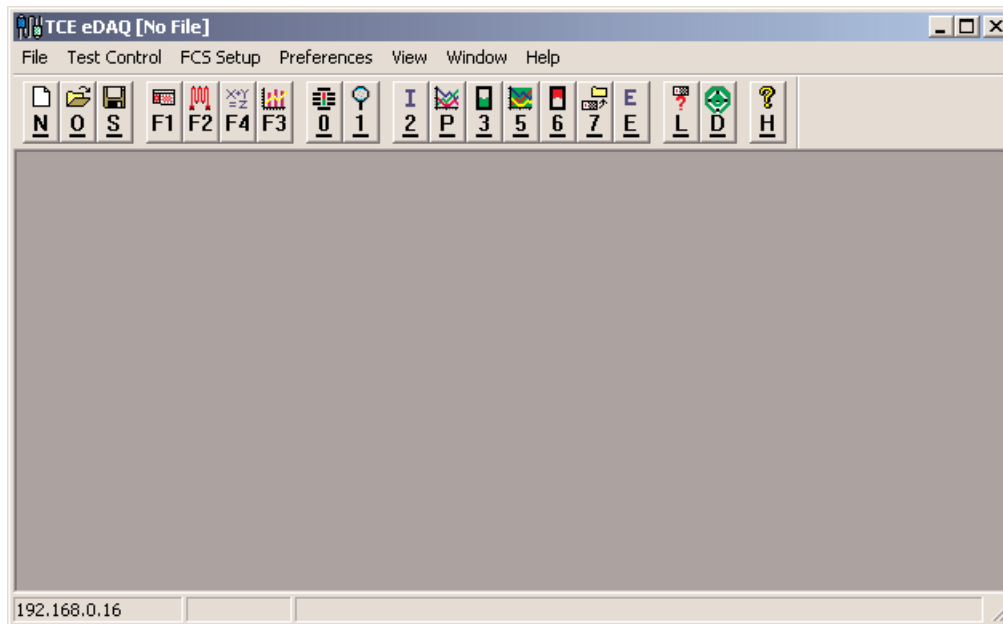 TCE eDAQ [No File]
File Test Control FCS Setup Preferences View Window Help
X+Y
=Z
N O S F1 F2 F4 F3 0 1 I 2 P 3 5 6 7 E E ? L D ? H
192.168.0.16